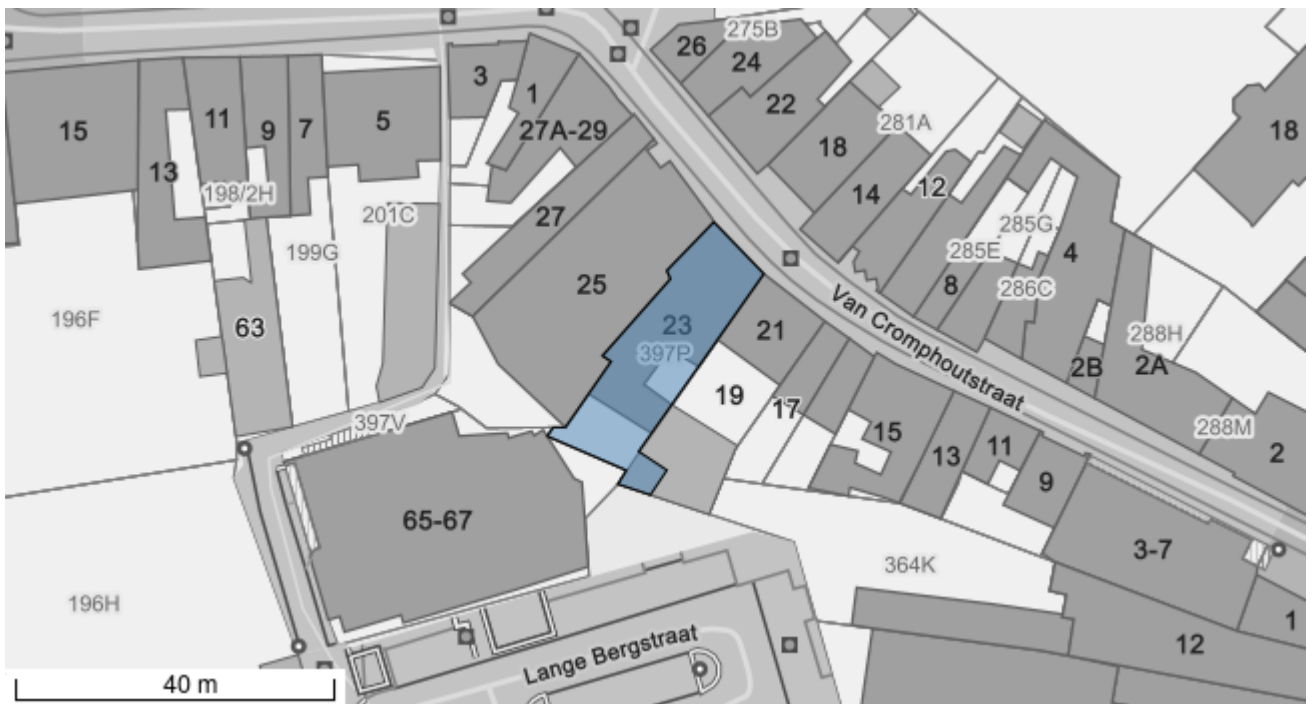 26
275B
24
22
3
1
27A-29
15
13
11
9
7
5
198/2H
201C
199G
27
25
18
281A
14
12
18
285G
285E
8
286C
4
288H
2B
2A
196F
63
23
397P
21
Van Cromphoutstraat
19
17
397V
15
13
11
9
288M
2
65-67
3-7
364K
196H
1
12
Lange Bergstraat
40 m